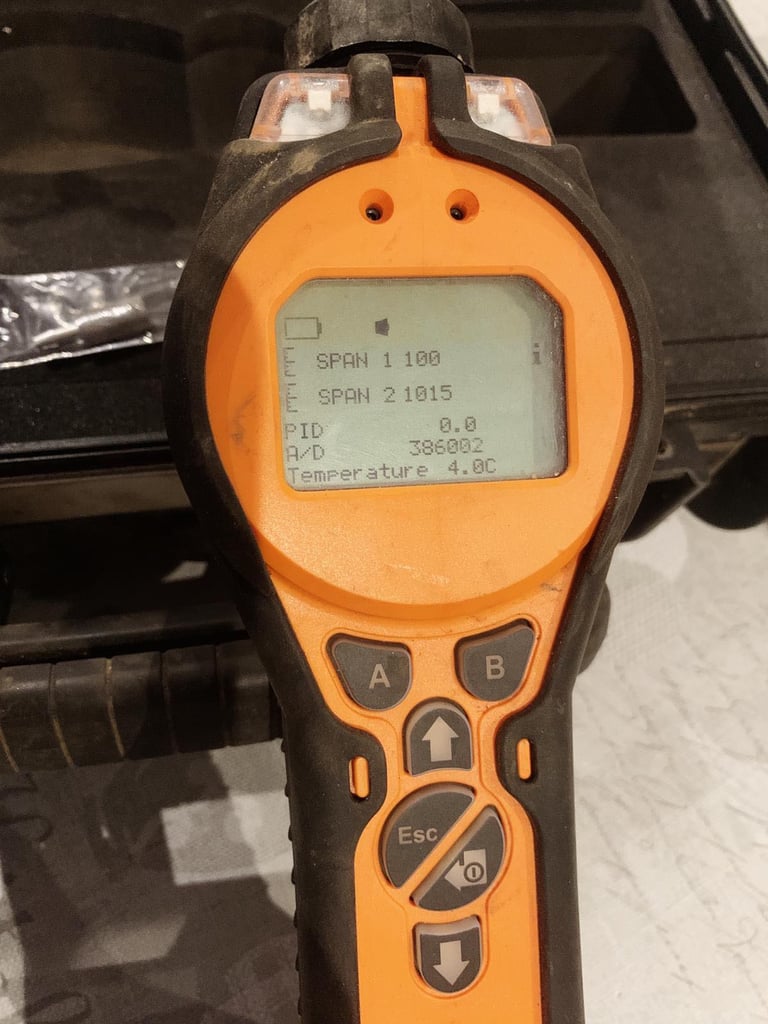 SPAN 1 100
i
SPAN 2 1015
PID 0.0
A/D 386002
Temperature 4.0C
A B
Esc